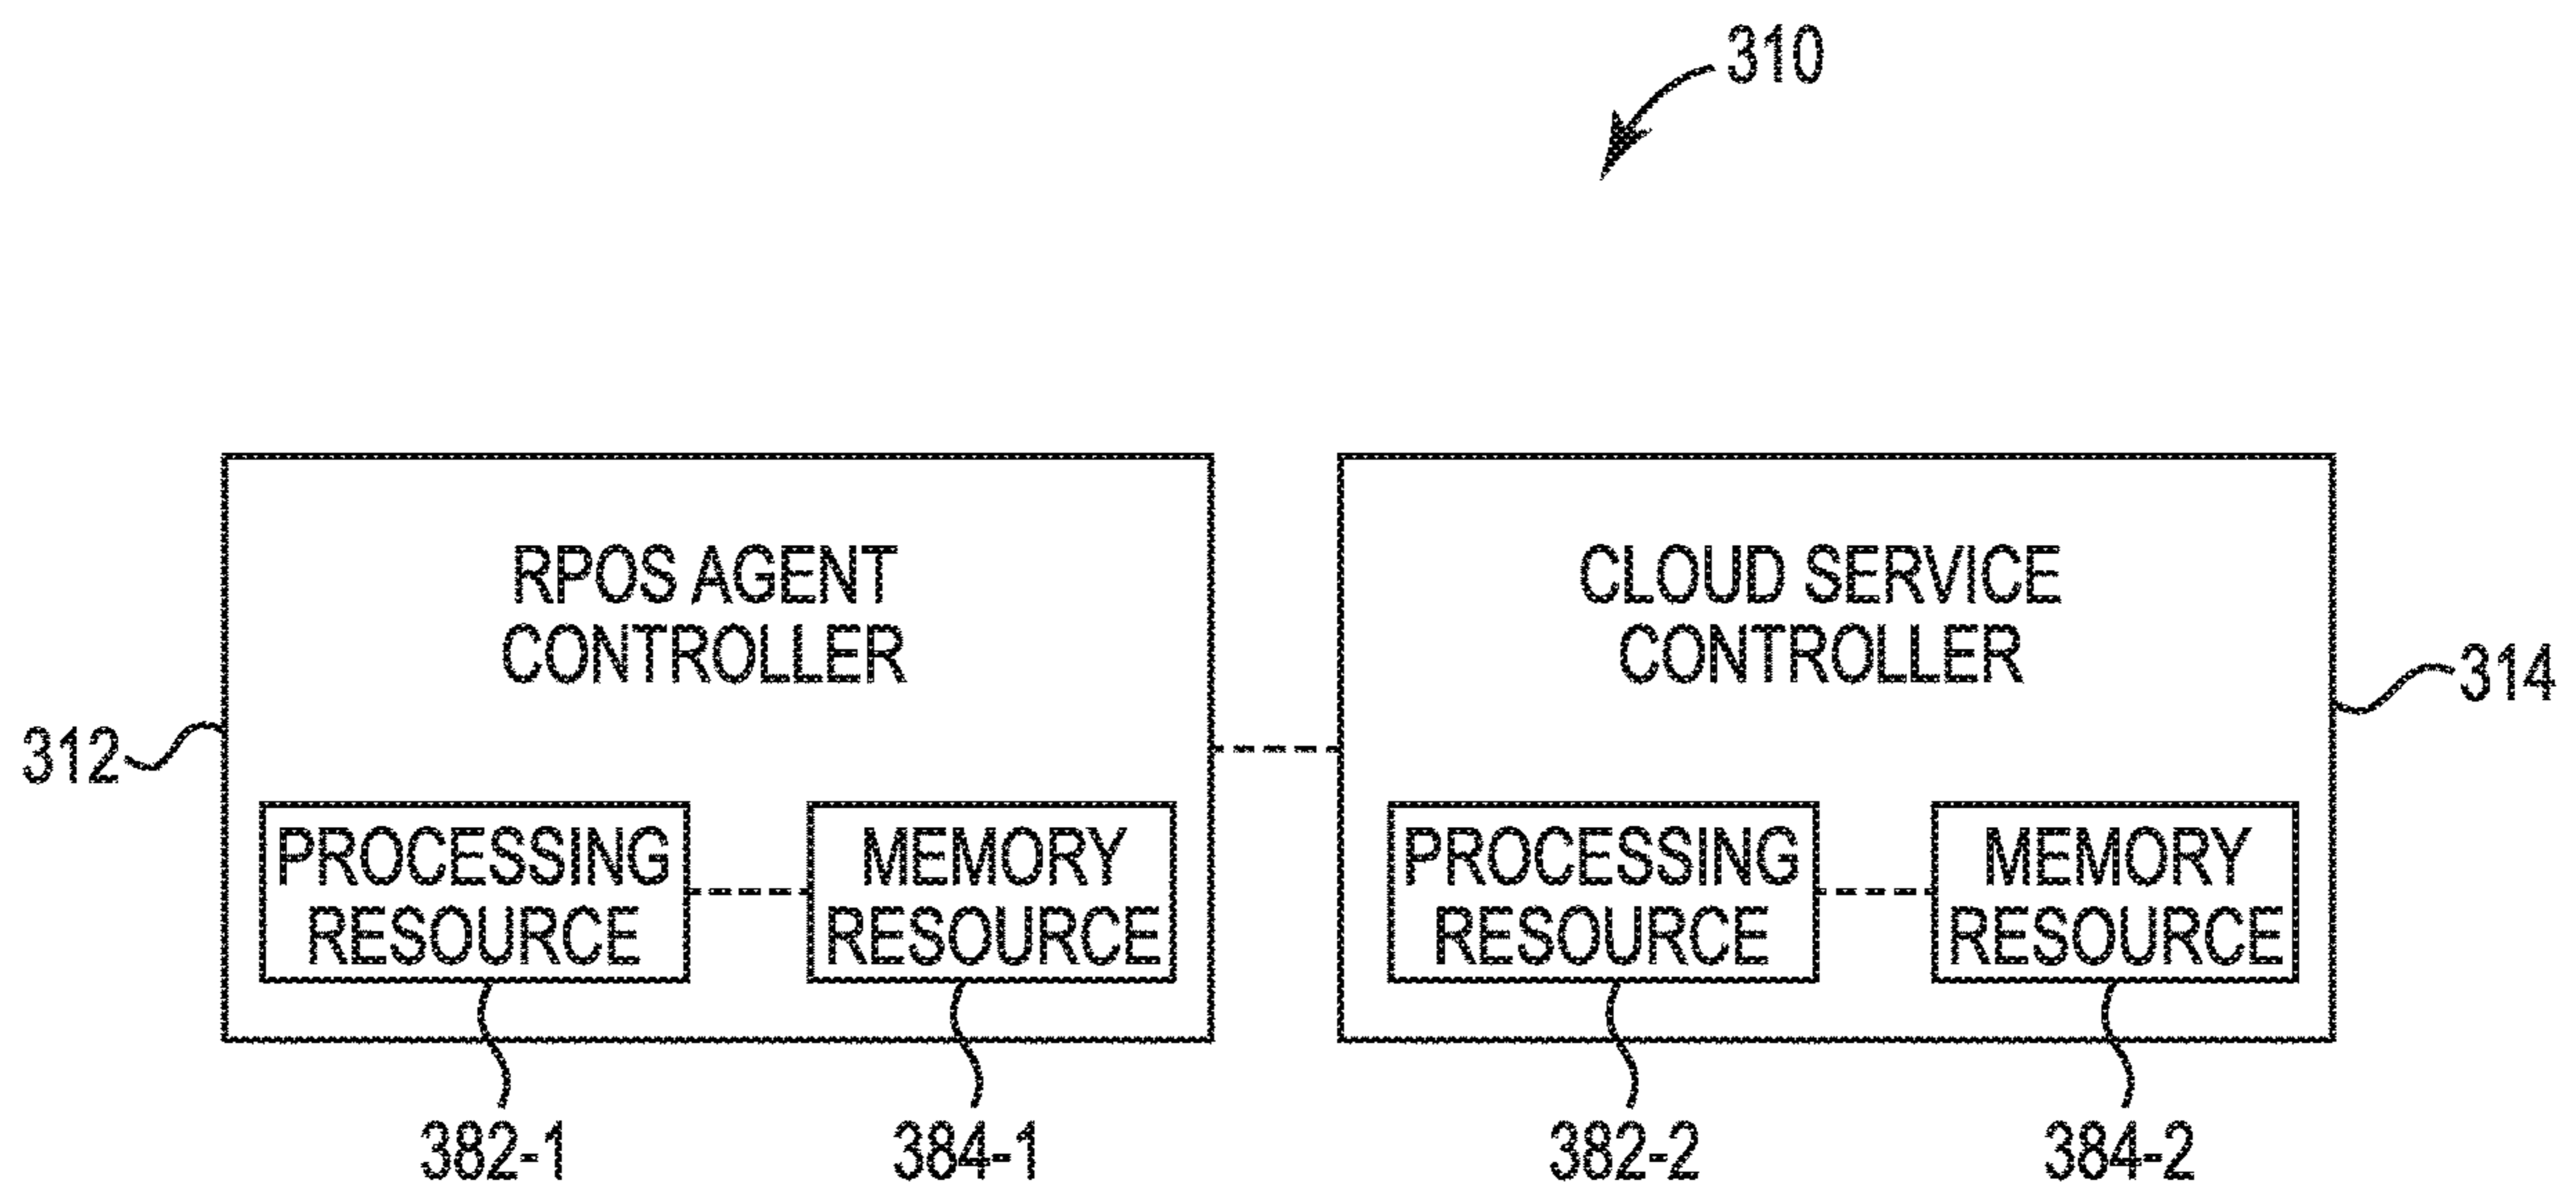 310
RPOS AGENT
CONTROLLER
CLOUD SERVICE
CONTROLLER
312
314
PROCESSING
RESOURCE
MEMORY
RESOURCE
PROCESSING
RESOURCE
MEMORY
RESOURCE
382-1
384-1
382-2
384-2